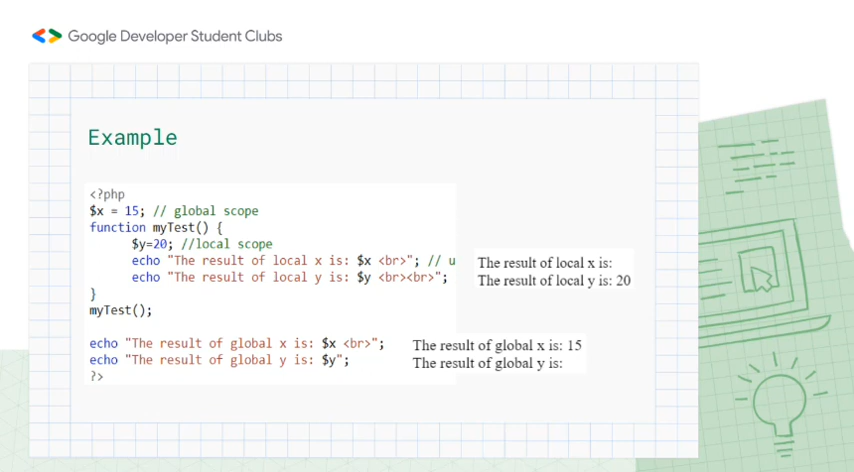 Google Developer Student Clubs
Example
<?php
$x = 15; // global scope
function myTest() {
$y=20; //local scope
echo "The result of local x is: $x <br>"; // u
echo "The result of local y is: $y <br><br>";
}
myTest();
The result of local x is:
The result of local y is: 20
echo "The result of global x is: $x <br>";
echo "The result of global y is: $y";
?>
The result of global x is: 15
The result of global y is: